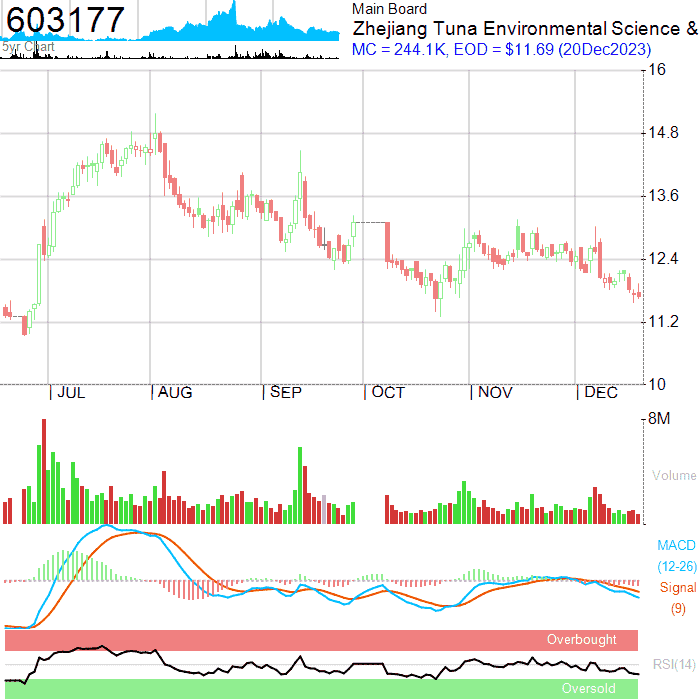 603177
5yr Chart
Main Board
Zhejiang Tuna Environmental Science &
MC = 244.1K, EOD = $11.69 (20Dec2023)
16
14.8
13.6
12.4
11.2
10
JUL AUG SEP OCT NOV DEC
8M
Volume
MACD
(12-26)
Signal
(9)
Overbought
RSI(14)
Oversold